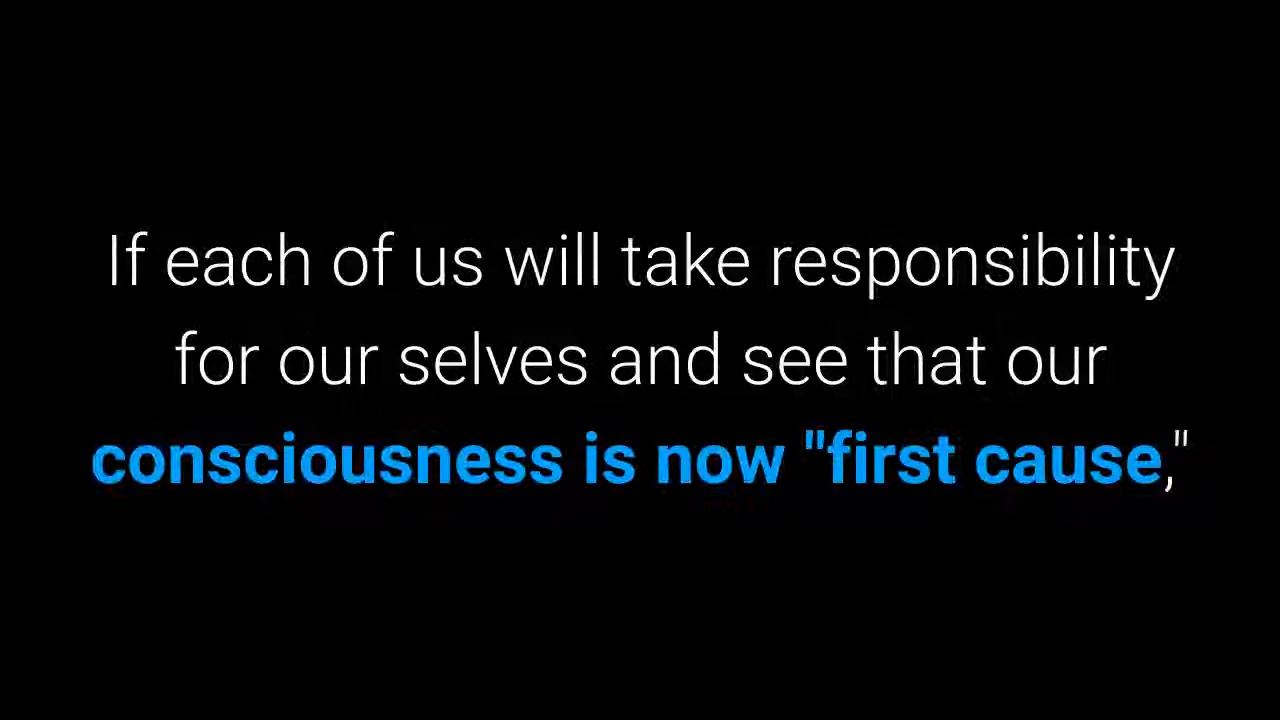 If each of us will take responsibility
for our selves and see that our
consciousness is now "first cause,"